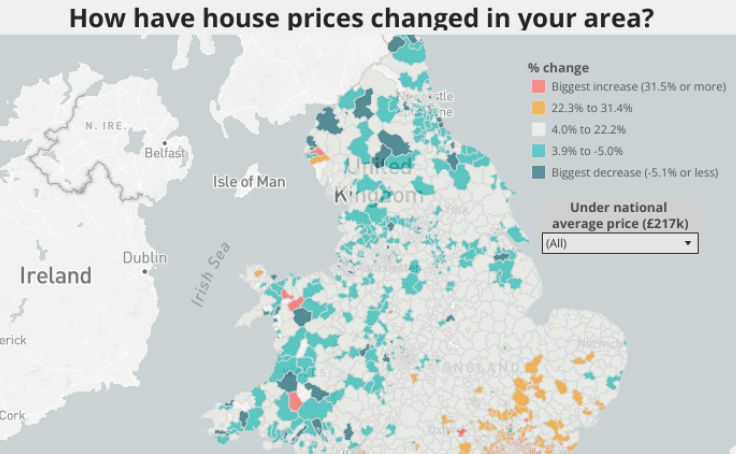 How have house prices changed in your area?
% change
Biggest increase (31.5% or more)
22.3% to 31.4%
4.0% to 22.2%
3.9% to -5.0%
Biggest decrease (-5.1% or less)
Under national
average price (£217k)
(All)
N. IRE.
Belfast
Isle of Man
United
Kingdom
Irish Sea
Dublin
Ireland
erick
Cork
ENGLAND
Norwich